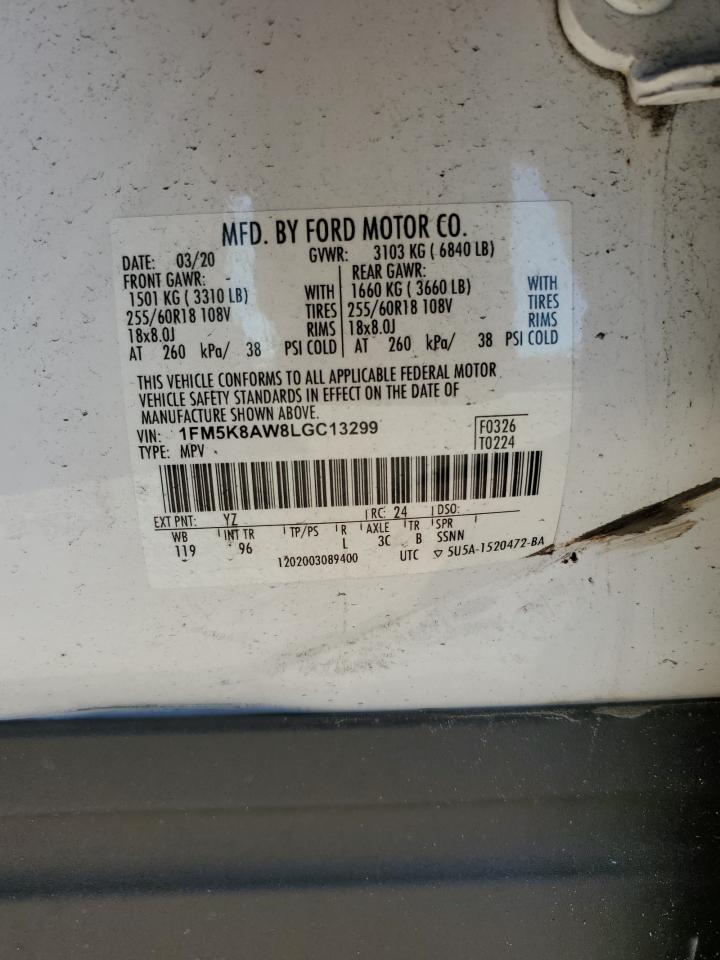 MFD. BY FORD MOTOR CO.
DATE: 03/20 GVWR: 3103 KG ( 6840 LB)
FRONT GAWR: REAR GAWR:
1501 KG ( 3310 LB) WITH 1660 KG ( 3660 LB) WITH
255/60R18 108V TIRES 255/60R18 108V TIRES
18x8.0J RIMS 18x8.0J RIMS
AT 260 kPa/ 38 PSI COLD AT 260 kPa/ 38 PSI COLD
THIS VEHICLE CONFORMS TO ALL APPLICABLE FEDERAL MOTOR
VEHICLE SAFETY STANDARDS IN EFFECT ON THE DATE OF
MANUFACTURE SHOWN ABOVE.
VIN: 1FM5K8AW8LGC13299 F0326
TYPE: MPV T0224
EXT PNT: YZ RC: 24 DSO:
WB INT TR TP/PS R AXLE TR SPR
119 96 L 3C B SSNN
1202003089400 UTC ▽ 5U5A-1520472-BA